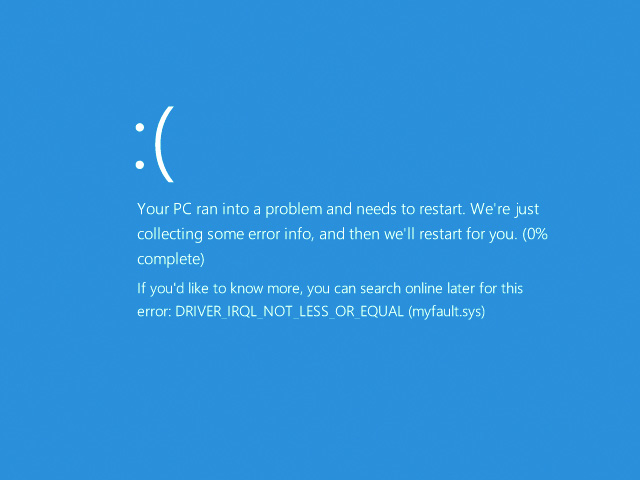 :(
Your PC ran into a problem and needs to restart. We're just
collecting some error info, and then we'll restart for you. (0%
complete)
If you'd like to know more, you can search online later for this
error: DRIVER_IRQL_NOT_LESS_OR_EQUAL (myfault.sys)